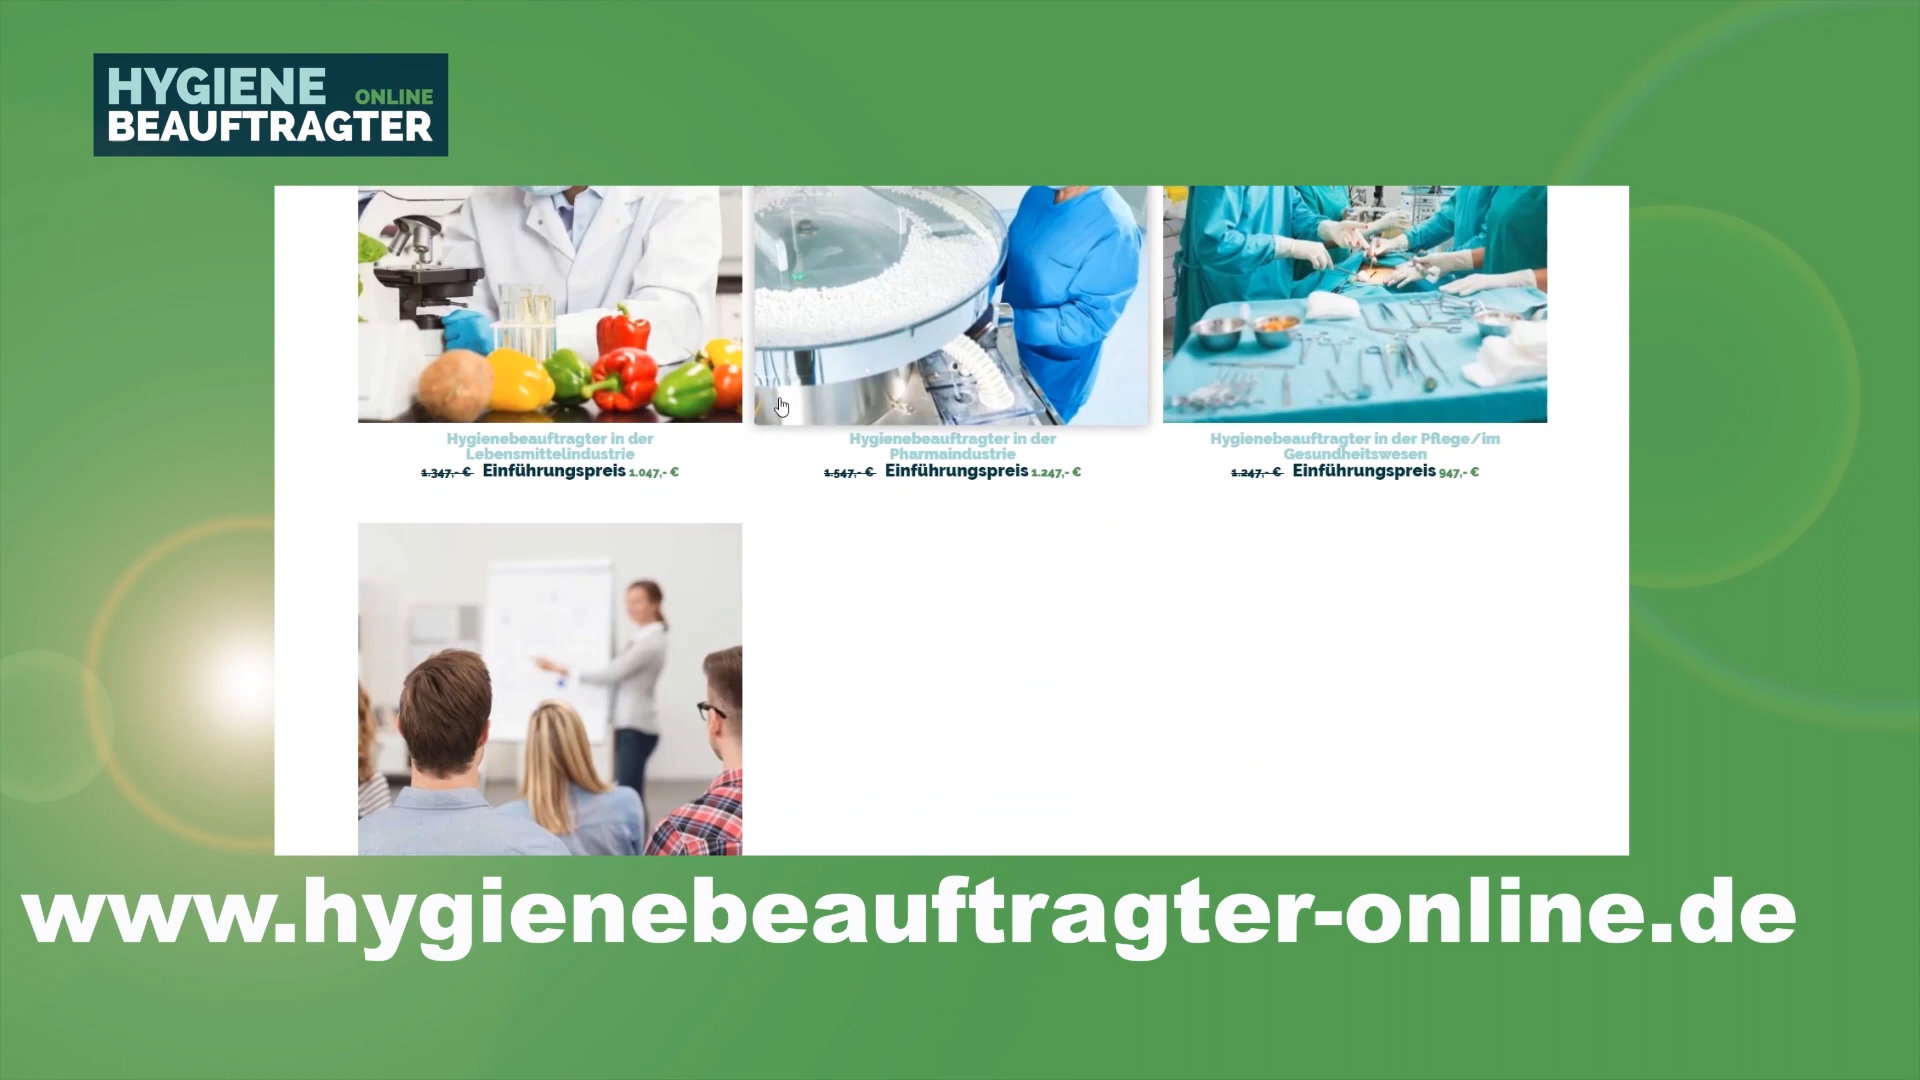 HYGIENE ONLINE
BEAUFTRAGTER
Hygienebeauftragter in der
Lebensmittelindustrie
1.347,- € Einführungspreis 1.047,- €
Hygienebeauftragter in der
Pharmaindustrie
1.547,- € Einführungspreis 1.247,- €
Hygienebeauftragter in der Pflege/im
Gesundheitswesen
1.247,- € Einführungspreis 947,- €
www.hygienebeauftragter-online.de